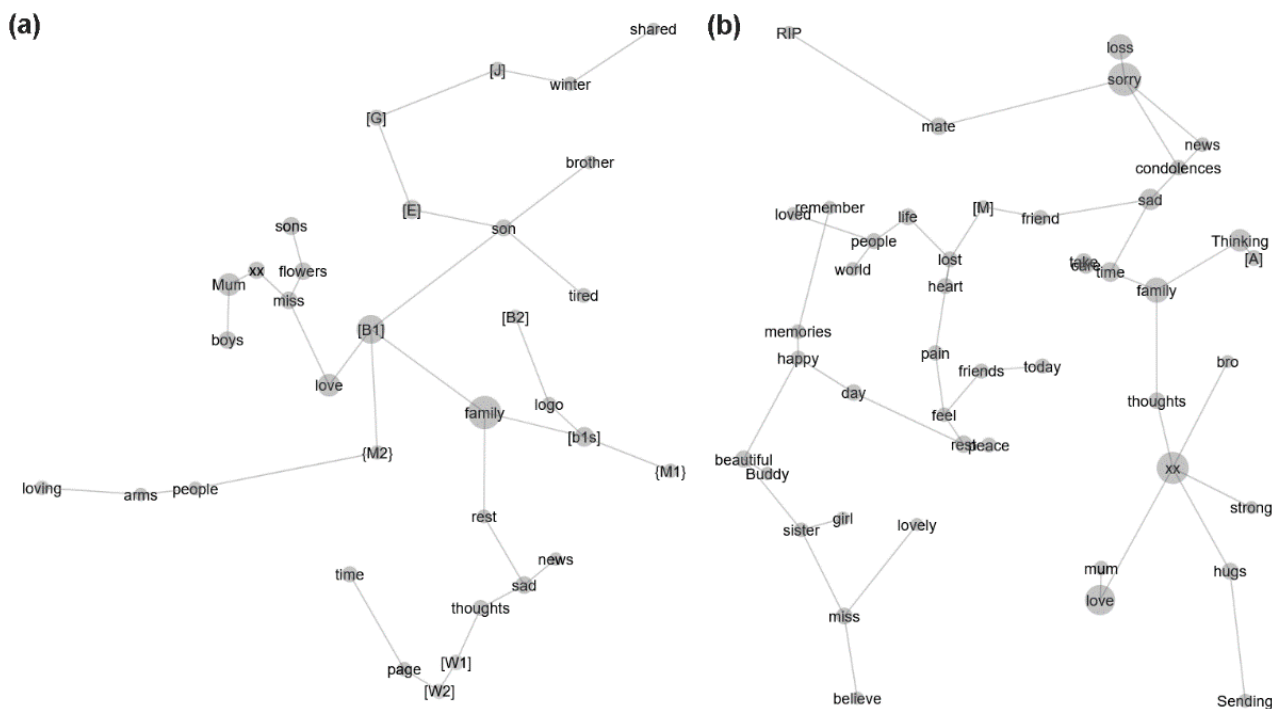 (a)
shared
[J]
winter
[G]
brother
[E]
son
sons
xx
flowers
Mum
miss
tired
boys
[B1]
[B2]
love
logo
family
[b1s]
{M2}
{M1}
loving
arms
people
rest
news
time
sad
thoughts
[W1]
page
[W2]
(b)
RIP
loss
sorry
mate
news
condolences
sad
remember
loved
life
[M]
friend
people
Thinking
world
lost
take
care
time
[A]
heart
family
memories
happy
pain
bro
friends
today
day
thoughts
feel
rest
peace
beautiful
Buddy
xx
strong
sister
girl
lovely
mum
hugs
love
miss
believe
Sending